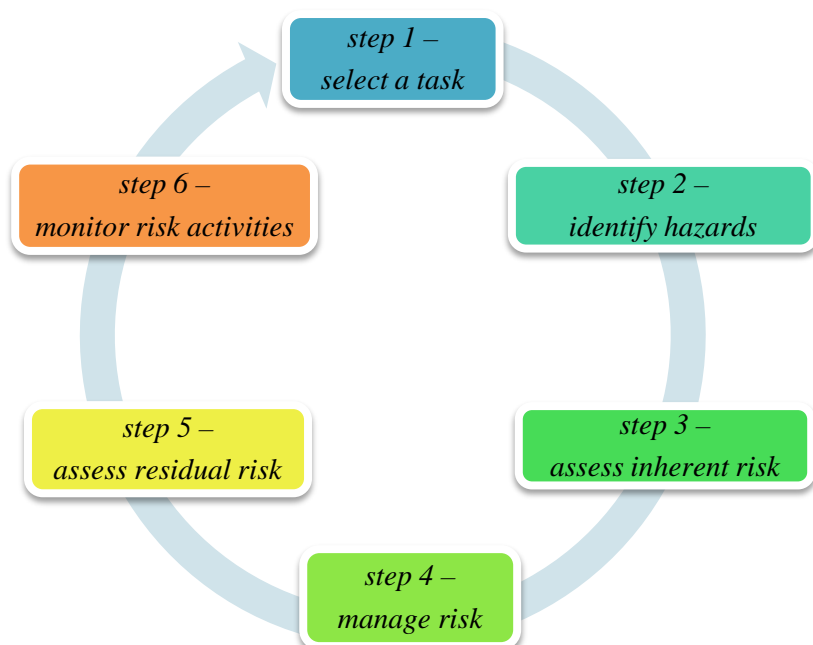 step 1 –
select a task
step 2 –
identify hazards
step 3 –
assess inherent risk
step 4 –
manage risk
step 5 –
assess residual risk
step 6 –
monitor risk activities